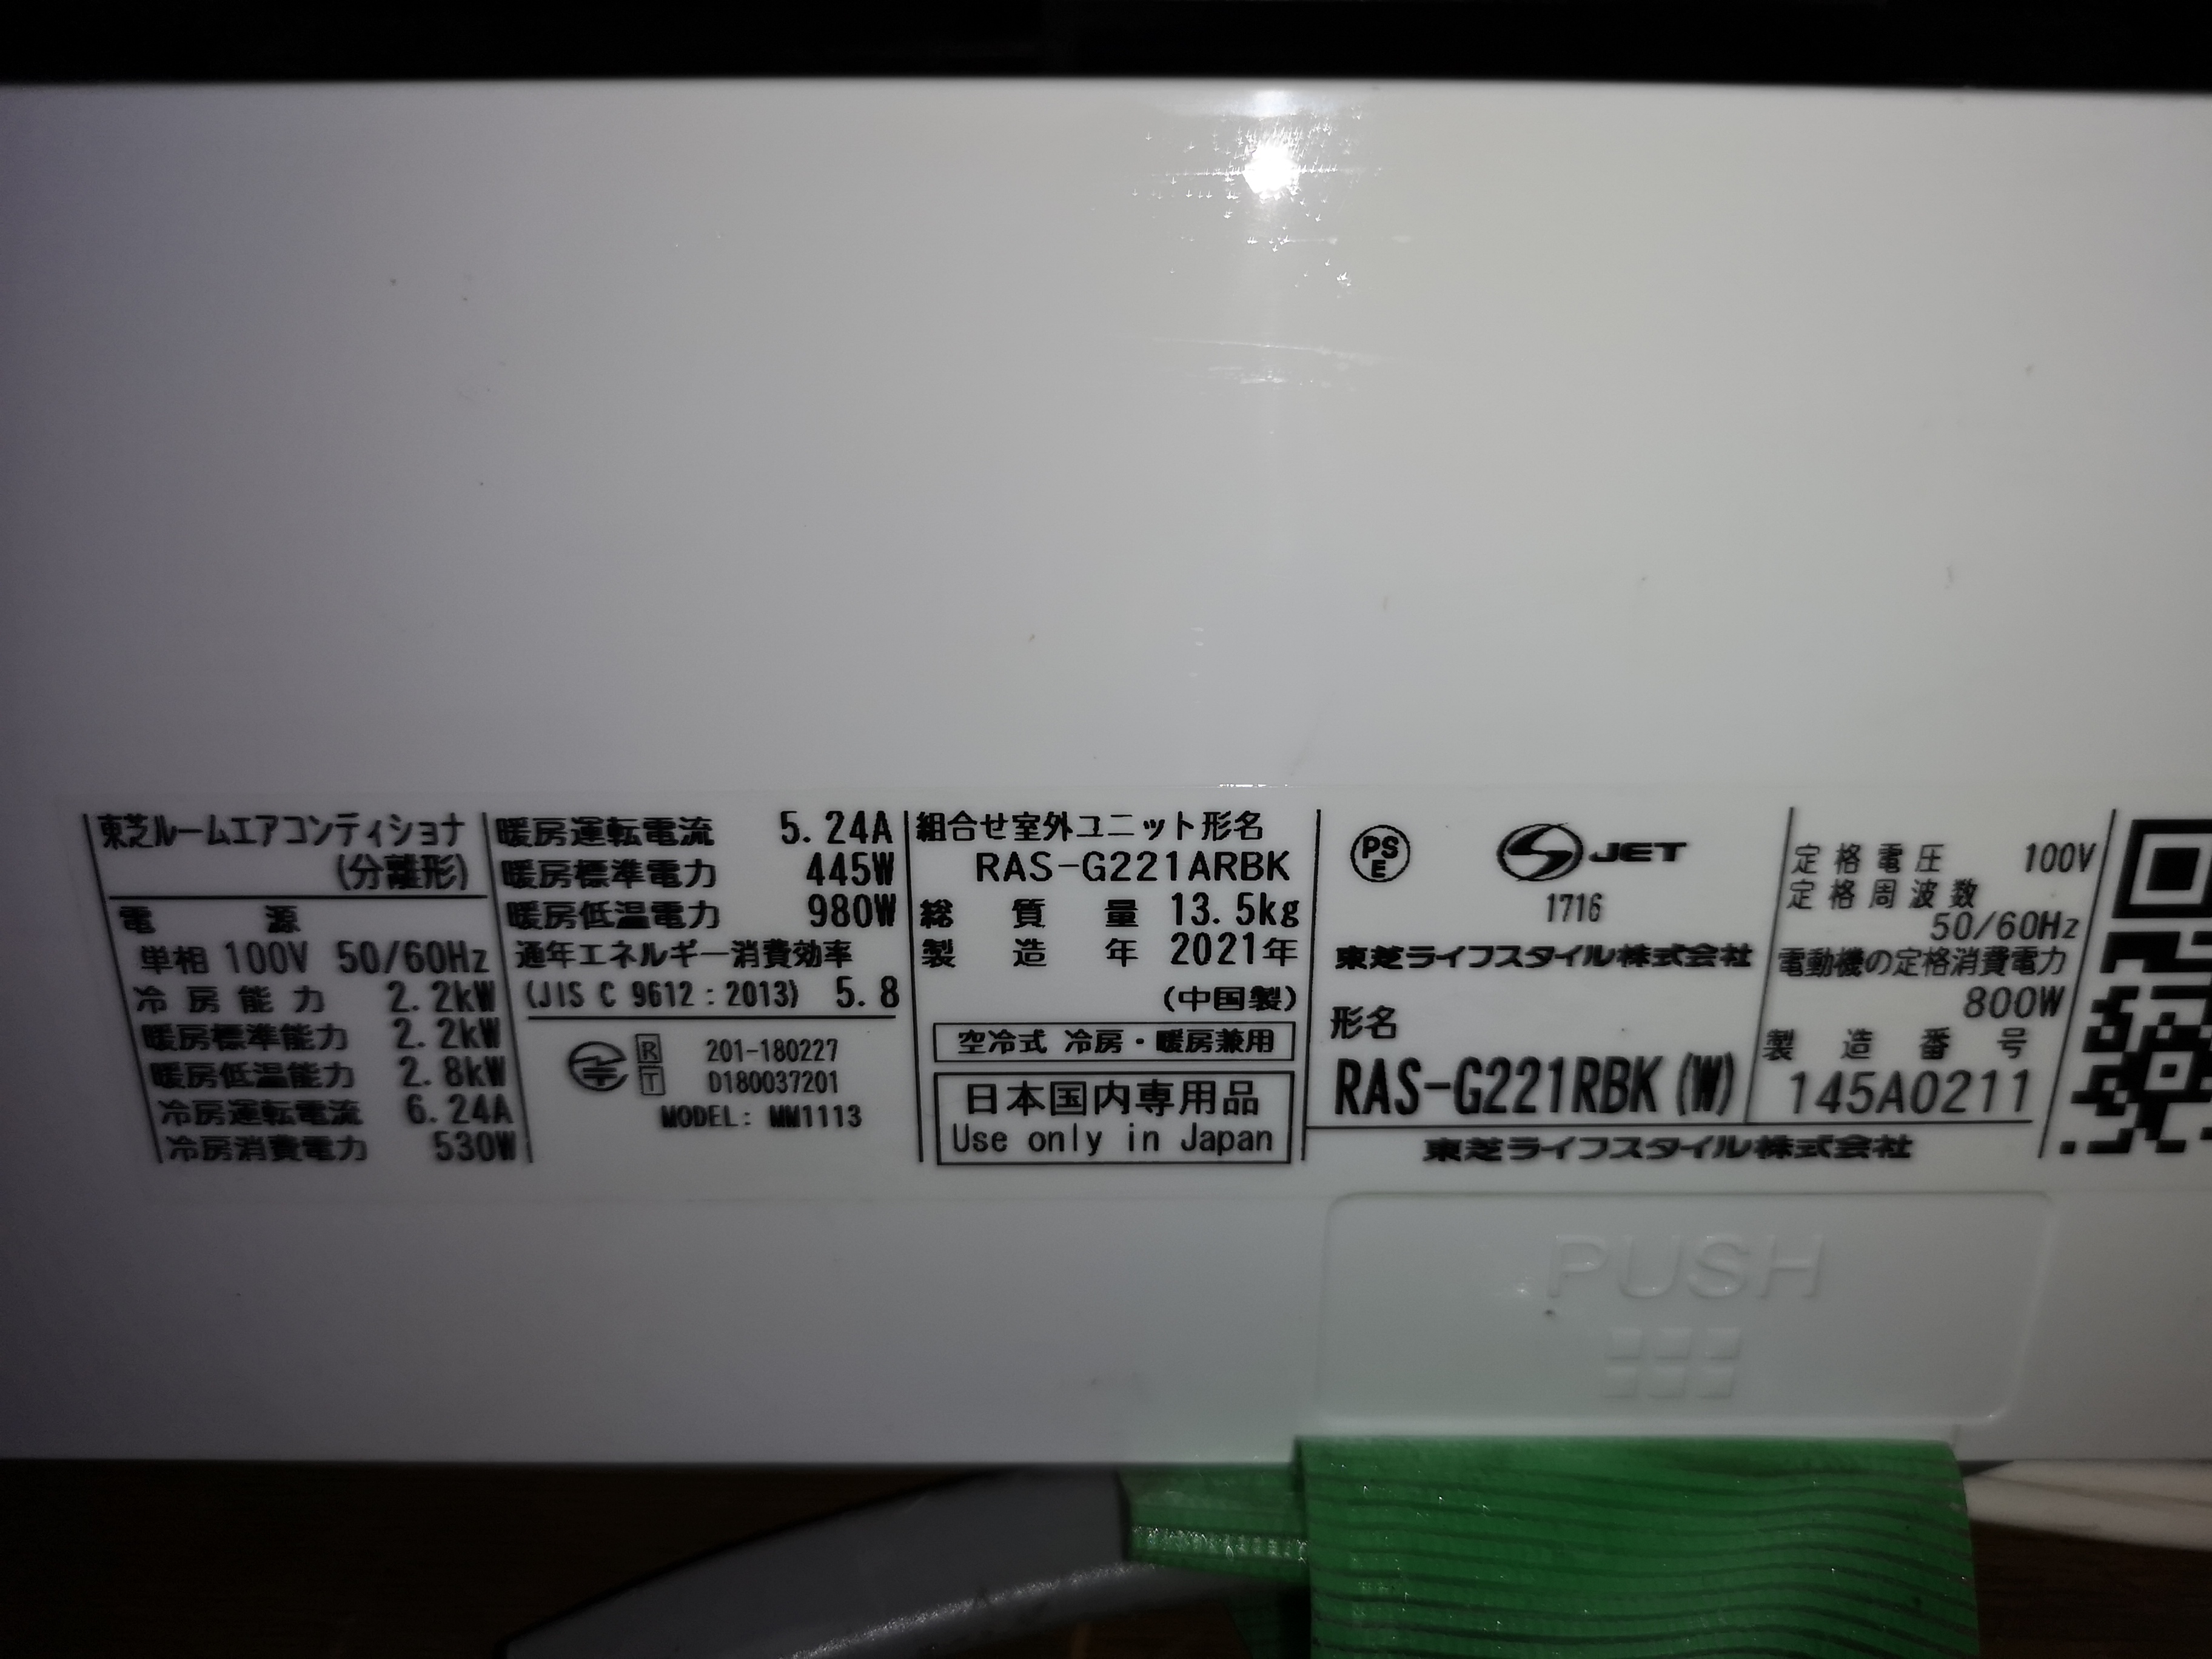 東芝ルームエアコンディショナ
(分離形)
電 源
単相 100V 50/60Hz
冷房能力 2.2kW
暖房標準能力 2.2kW
暖房低温能力 2.8kW
冷房運転電流 6.24A
冷房消費電力 530W
暖房運転電流 5.24A
暖房標準電力 445W
暖房低温電力 980W
通年エネルギー消費効率
(JIS C 9612:2013) 5.8
R 201-180227
T D180037201
MODEL: MM1113
組合せ室外ユニット形名
RAS-G221ARBK
総 質 量 13.5kg
製 造 年 2021年
(中国製)
空冷式 冷房・暖房兼用
日本国内専用品
Use only in Japan
PS
E
JET
1716
東芝ライフスタイル株式会社
形名
RAS-G221RBK(W)
定格電圧 100V
定格周波数
50/60Hz
電動機の定格消費電力
800W
製造番号
145A0211
東芝ライフスタイル株式会社
PUSH